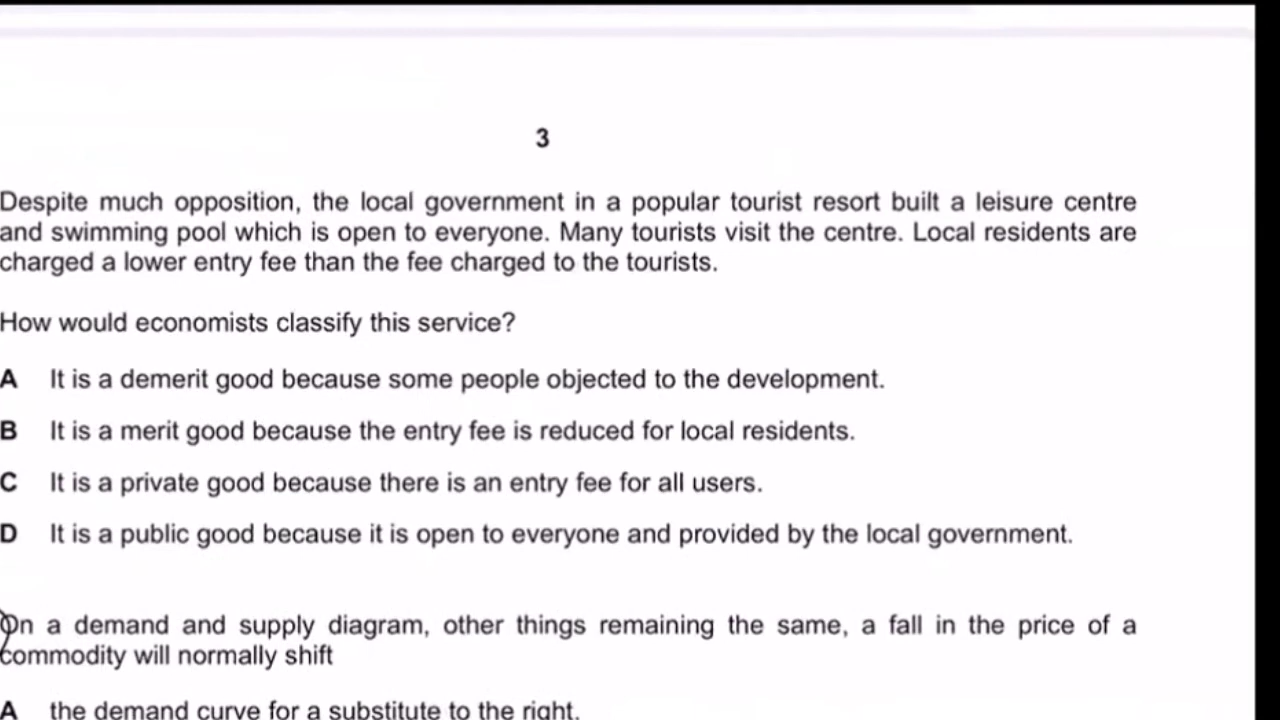 3
Despite much opposition, the local government in a popular tourist resort built a leisure centre
and swimming pool which is open to everyone. Many tourists visit the centre. Local residents are
charged a lower entry fee than the fee charged to the tourists.
How would economists classify this service?
A It is a demerit good because some people objected to the development.
B It is a merit good because the entry fee is reduced for local residents.
C It is a private good because there is an entry fee for all users.
D It is a public good because it is open to everyone and provided by the local government.
On a demand and supply diagram, other things remaining the same, a fall in the price of a
commodity will normally shift
A the demand curve for a substitute to the right.